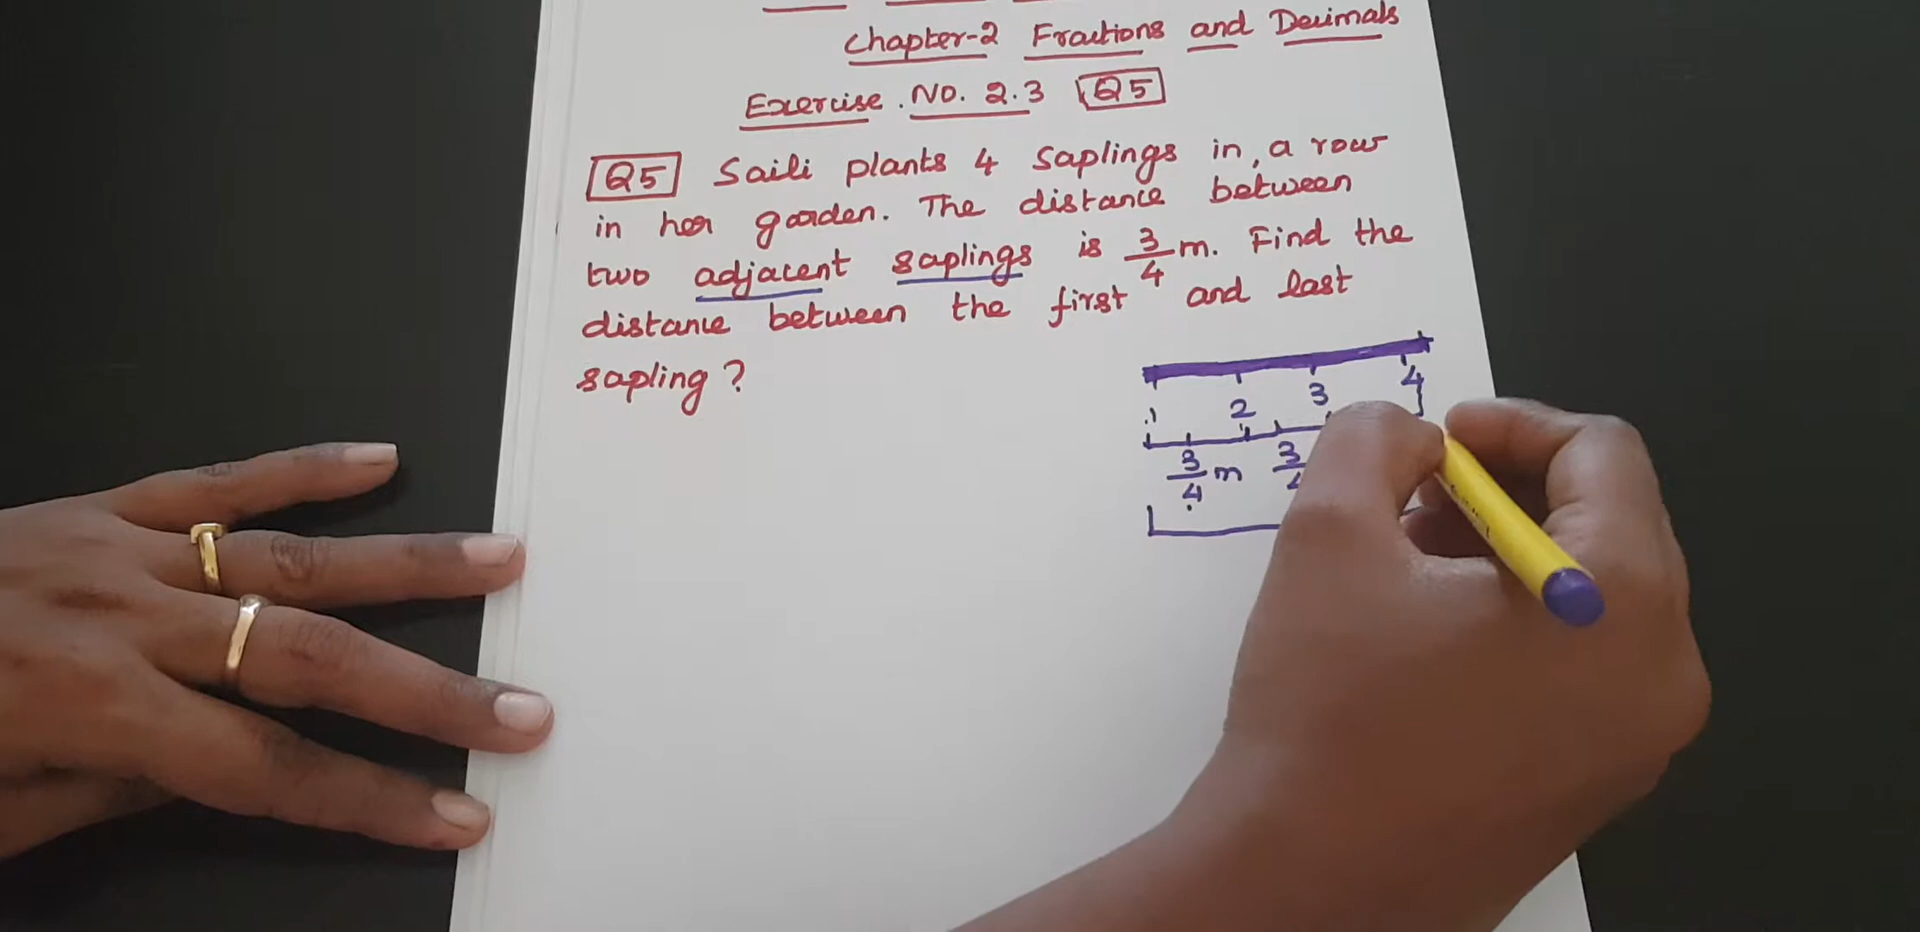 Chapter-2 Fractions and Decimals
Exercise. No. 2.3 Q5
Q5 Saili plants 4 saplings in a row
in her garden. The distance between
two adjacent saplings is 3/4 m. Find the
distance between the first and last
sapling?
1 2 3 4
3/4 m 3/4